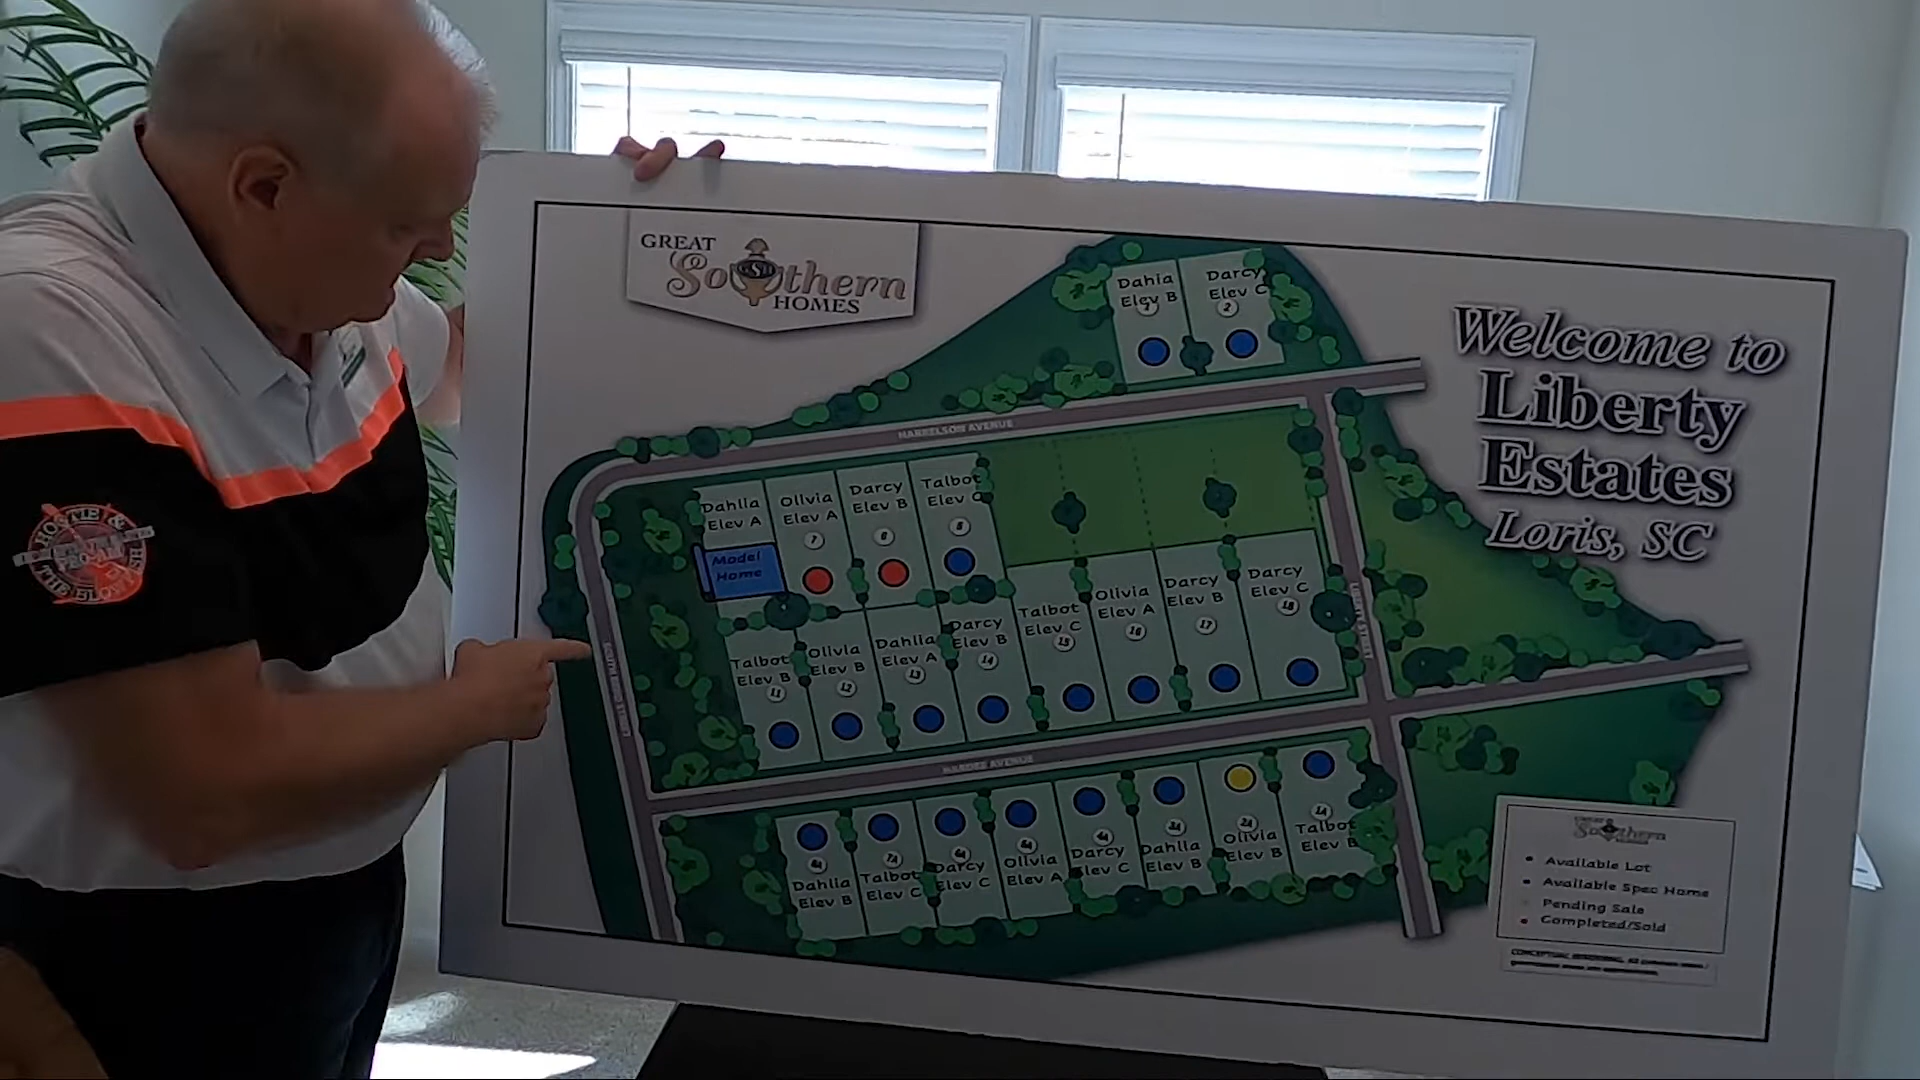 GREAT
Southern
HOMES
Welcome to
Liberty
Estates
Loris, SC
Dahia
Elev B
1
Darcy
Elev C
2
HARRELSON AVENUE
Dahlia
Elev A
Model
Home
Olivia
Elev A
7
Darcy
Elev B
Talbot
Elev C
8
Talbot
Elev B
11
Olivia
Elev B
12
Dahlia
Elev A
13
Darcy
Elev B
14
Talbot
Elev C
15
Olivia
Elev A
16
Darcy
Elev B
17
Darcy
Elev C
18
HARDEE AVENUE
Dahlia
Elev B
Talbot
Elev C
Darcy
Elev C
Olivia
Elev A
Darcy
Elev C
Dahlia
Elev B
Olivia
Elev B
Talbot
Elev B
Southern
Available Lot
Available Spec Home
Pending Sale
Completed/Sold